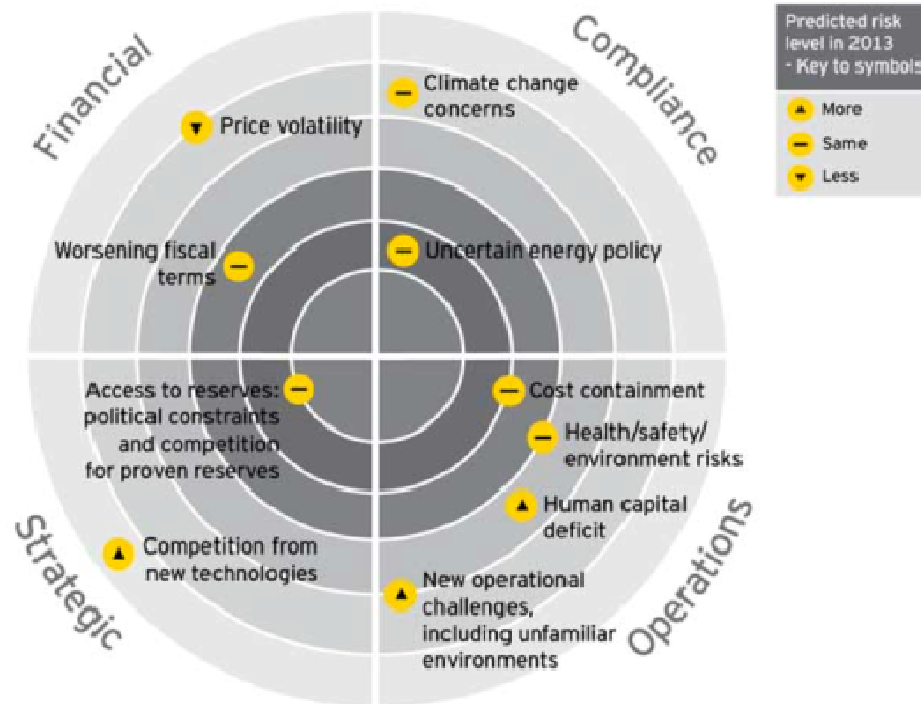 Financial
Compliance
Strategic
Operations
Price volatility
Worsening fiscal
terms
Climate change
concerns
Uncertain energy policy
Access to reserves:
political constraints
and competition
for proven reserves
Competition from
new technologies
Cost containment
Health/safety/
environment risks
Human capital
deficit
New operational
challenges,
including unfamiliar
environments
Predicted risk
level in 2013
- Key to symbols
More
Same
Less